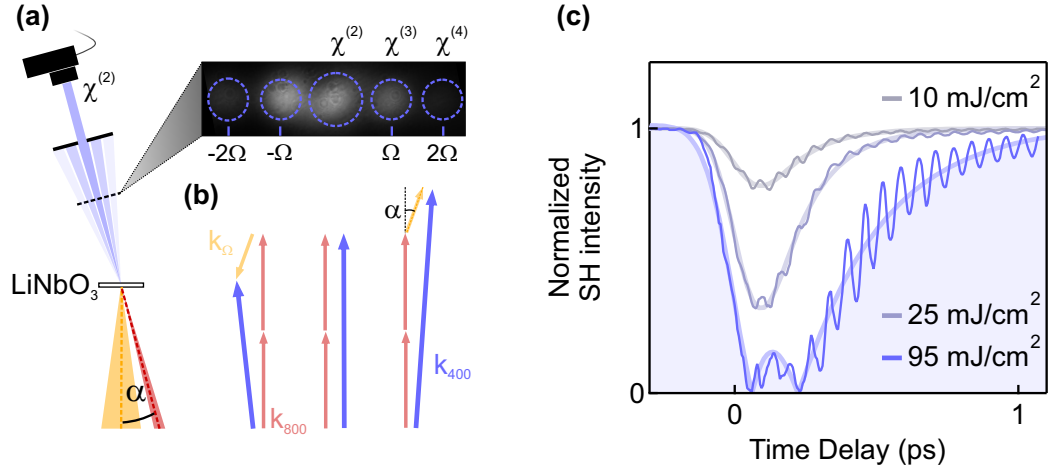 (a)
χ(2)
χ(2) χ(3) χ(4)
-2Ω -Ω Ω 2Ω
LiNbO3
α
(b)
α
kΩ
k800
k400
(c)
Normalized
SH intensity
1
0
10 mJ/cm2
25 mJ/cm2
95 mJ/cm2
0 1
Time Delay (ps)